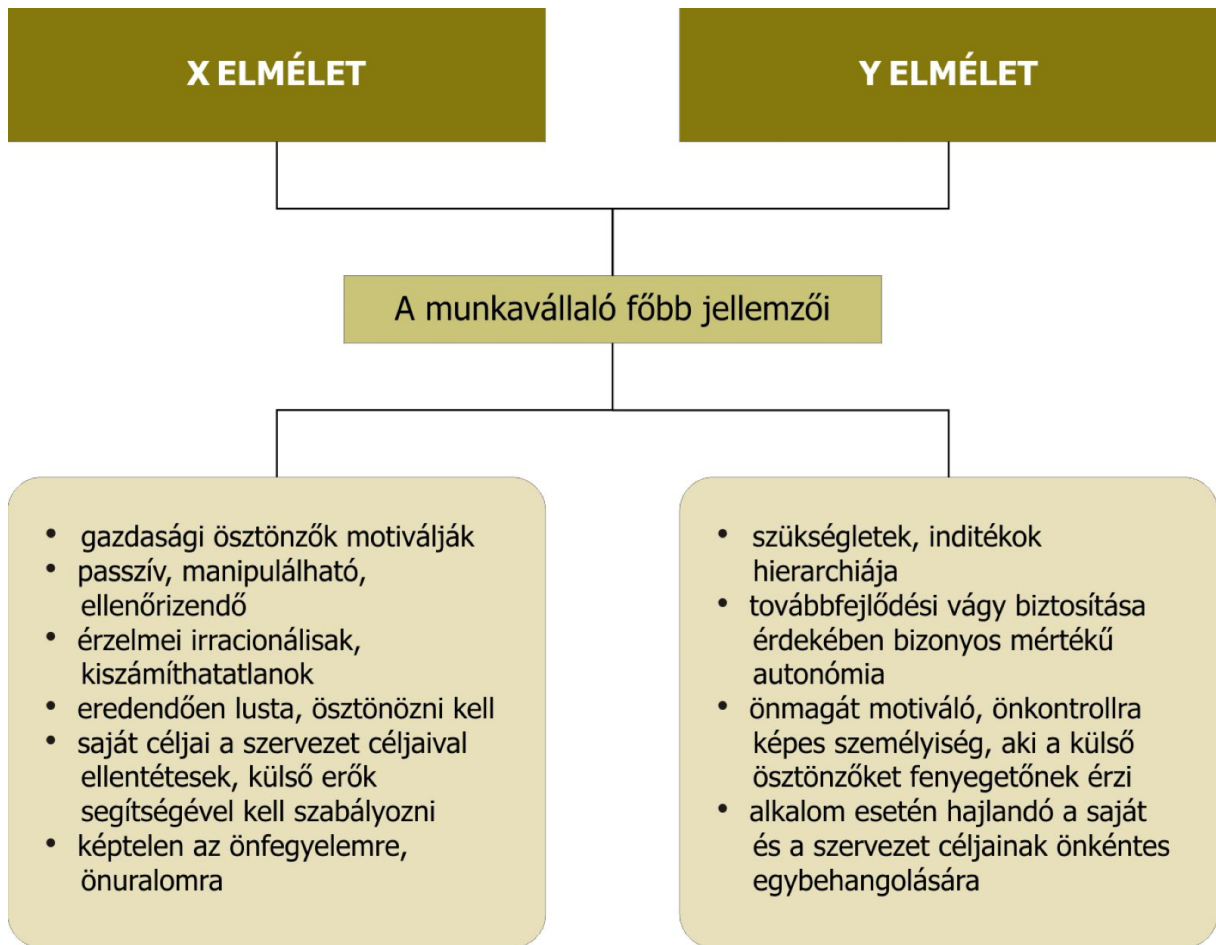 X ELMÉLET
Y ELMÉLET
A munkavállaló főbb jellemzői
• gazdasági ösztönzők motiválják
• passzív, manipulálható,
ellenőrizendő
• érzelmei irracionálisak,
kiszámíthatatlanok
• eredendően lusta, ösztönözni kell
• saját céljai a szervezet céljaival
ellentétesek, külső erők
segítségével kell szabályozni
• képtelen az önfegyelemre,
önuralomra
• szükségletek, inditékok
hierarchiája
• továbbfejlődési vágy biztosítása
érdekében bizonyos mértékű
autonómia
• önmagát motiváló, önkontrollra
képes személyiség, aki a külső
ösztönzőket fenyegetőnek érzi
• alkalom esetén hajlandó a saját
és a szervezet céljainak önkéntes
egybehangolására